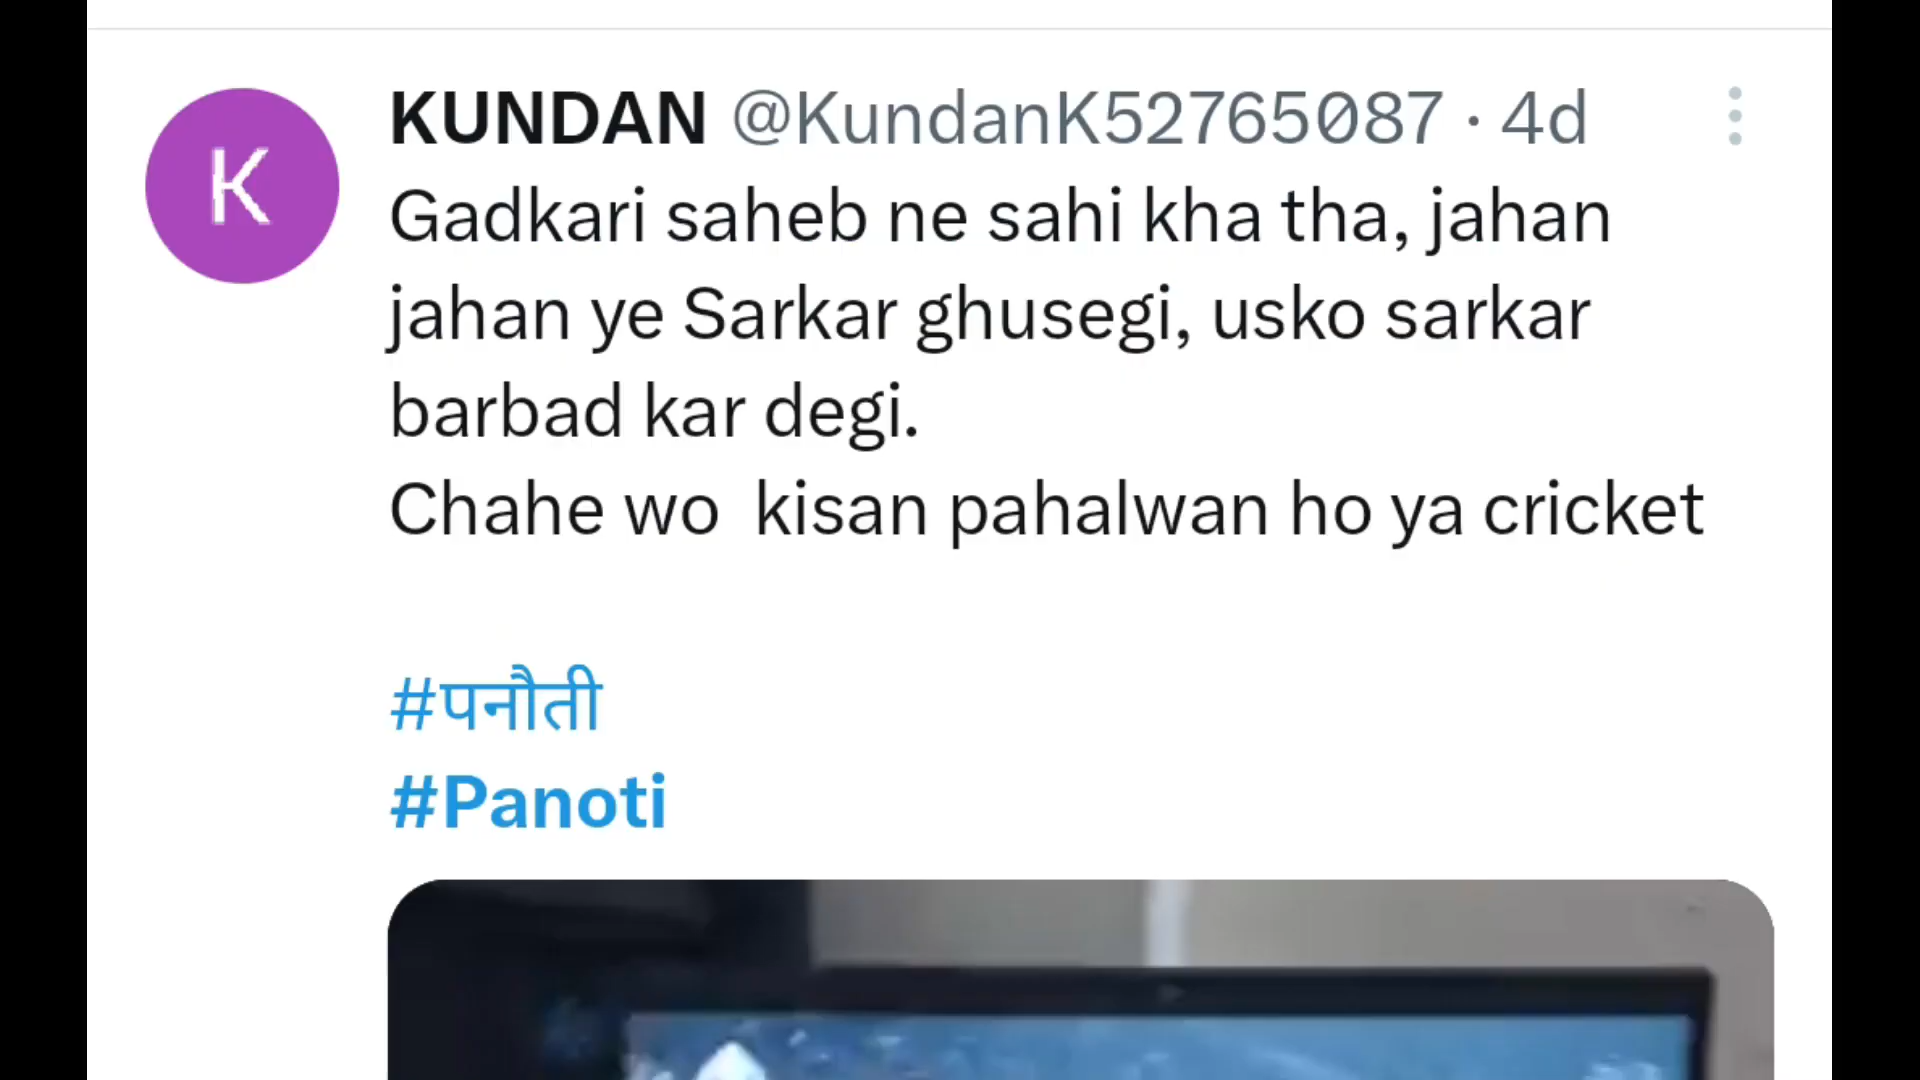 K
KUNDAN @KundanK52765087 · 4d
Gadkari saheb ne sahi kha tha, jahan
jahan ye Sarkar ghusegi, usko sarkar
barbad kar degi.
Chahe wo  kisan pahalwan ho ya cricket
#पनौती
#Panoti